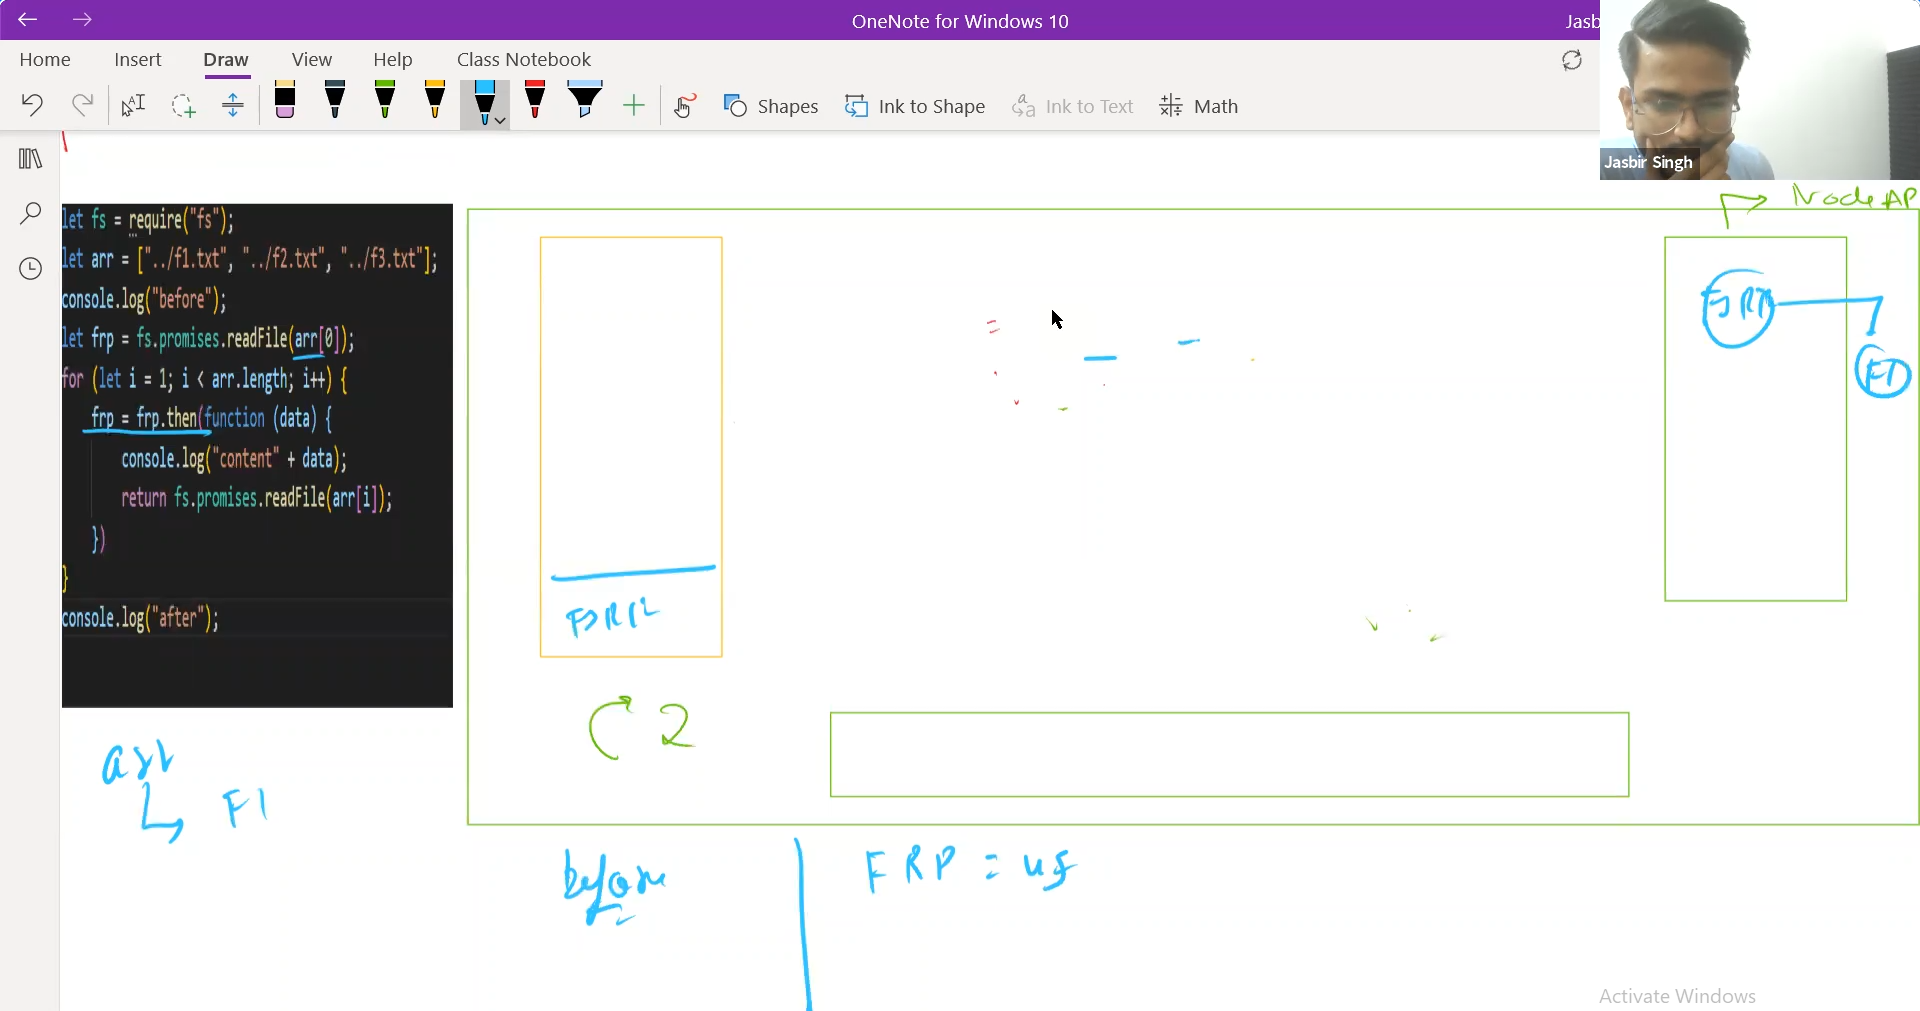 OneNote for Windows 10
Jasb
Home Insert Draw View Help Class Notebook
Shapes Ink to Shape Ink to Text Math
Jasbir Singh
let fs = require("fs");
let arr = ["../f1.txt", "../f2.txt", "../f3.txt"];
console.log("before");
let frp = fs.promises.readFile(arr[0]);
for (let i = 1; i < arr.length; i++) {
frp = frp.then(function (data) {
console.log("content" + data);
return fs.promises.readFile(arr[i]);
})
}
console.log("after");
Node AP
F1
2
arr
F1
before
FRP = uf
Activate Windows